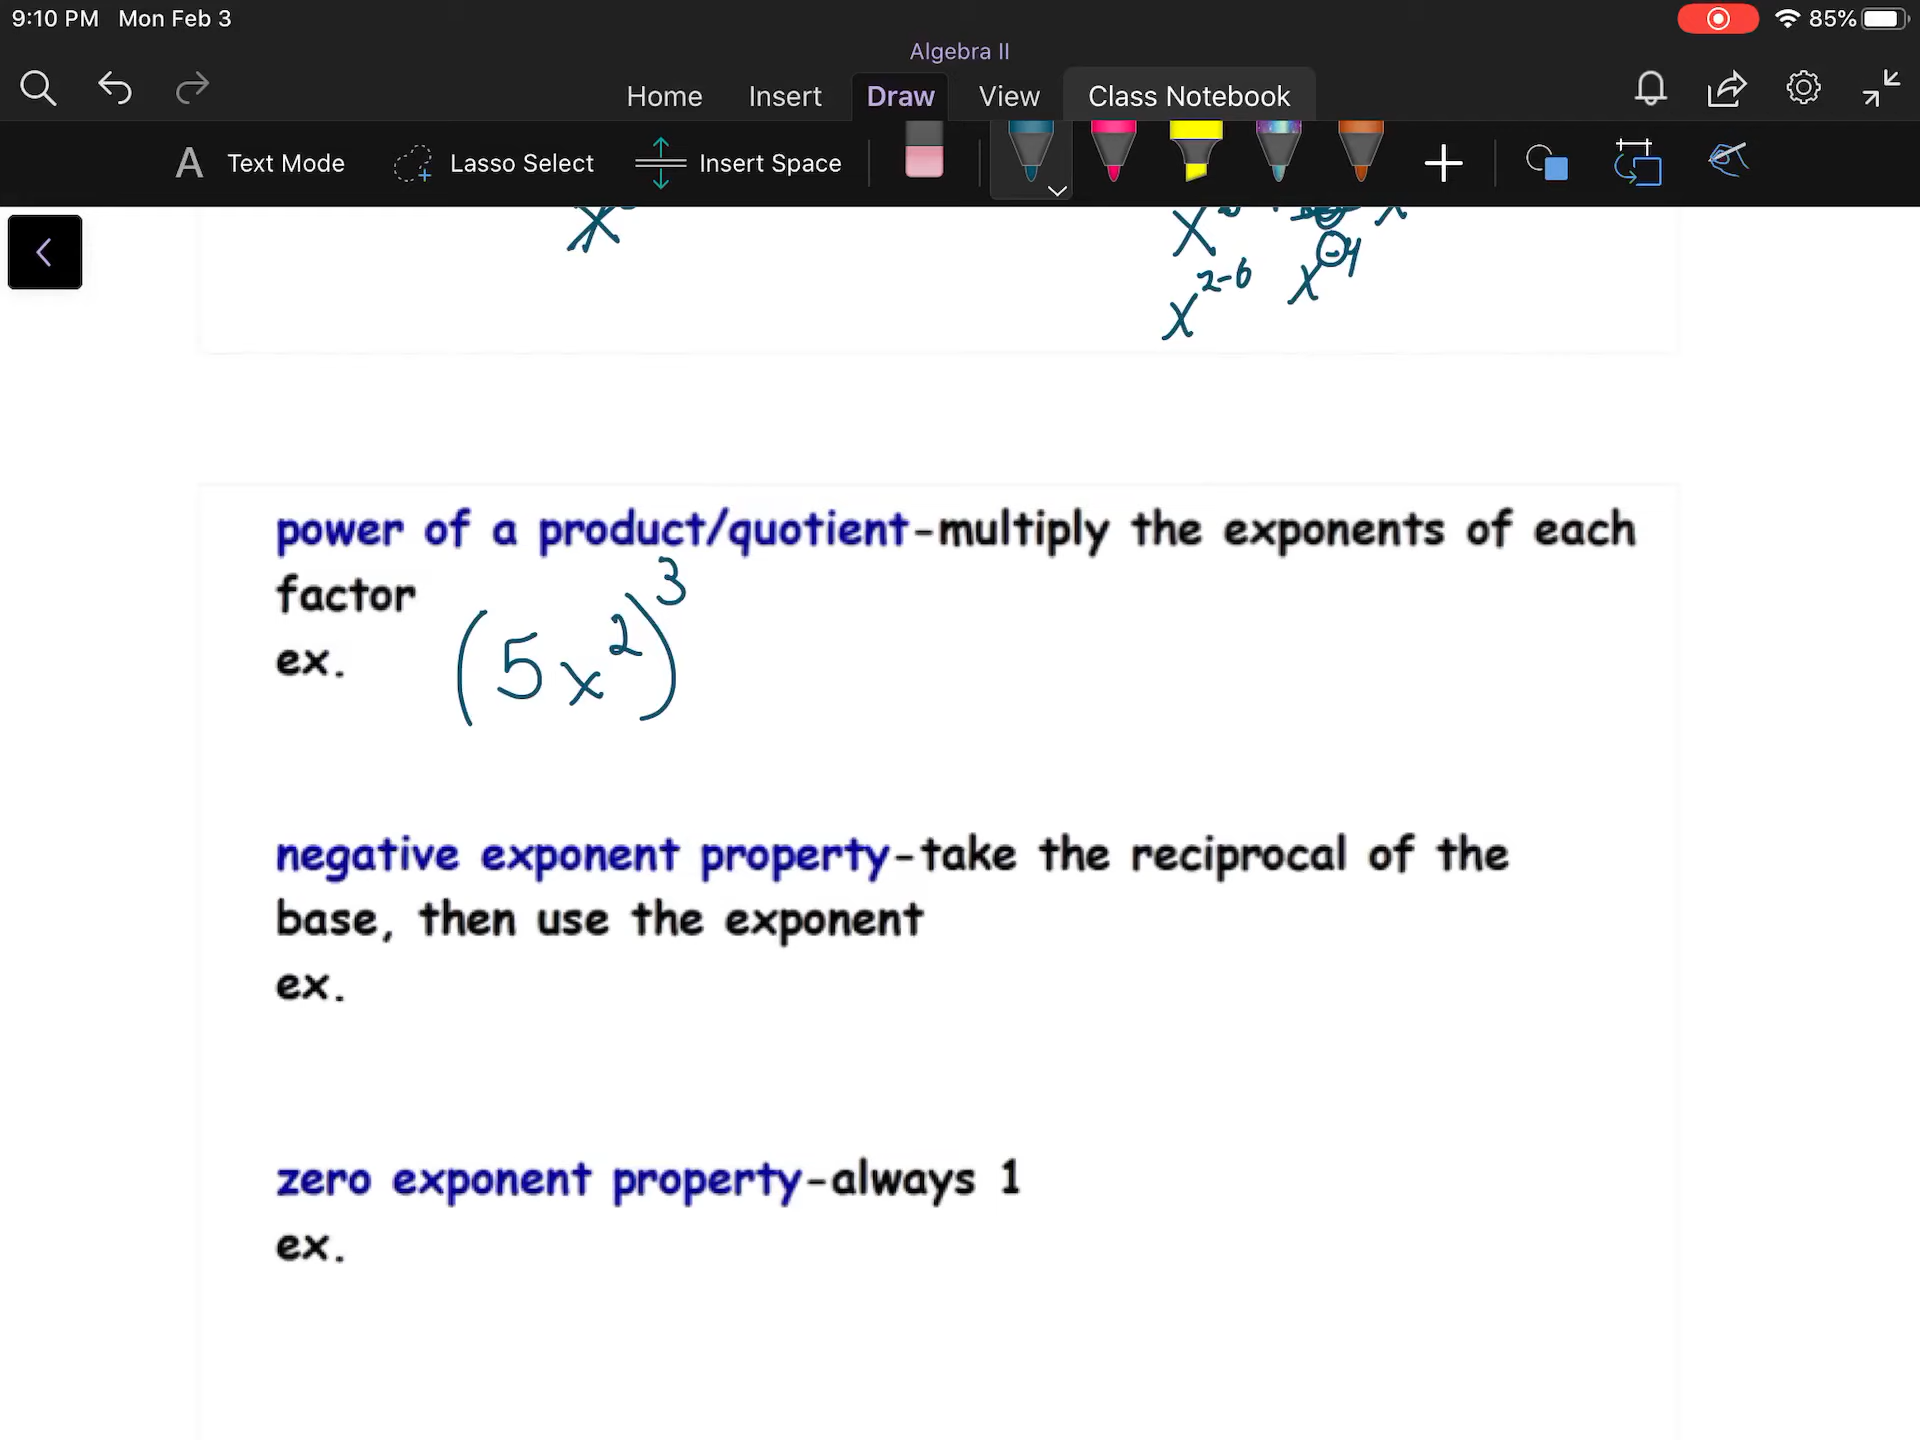 9:10 PM Mon Feb 3
85%
Algebra II
Home Insert Draw View Class Notebook
A Text Mode Lasso Select Insert Space
x
x x
x^2-6 x^-4
power of a product/quotient-multiply the exponents of each
factor
ex. (5x^2)^3
negative exponent property-take the reciprocal of the
base, then use the exponent
ex.
zero exponent property-always 1
ex.